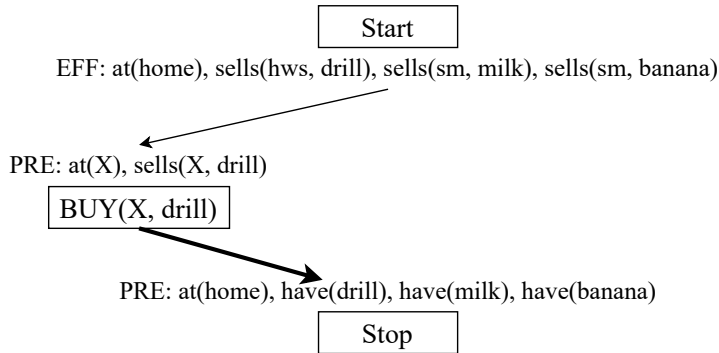 Start
EFF: at(home), sells(hws, drill), sells(sm, milk), sells(sm, banana)
PRE: at(X), sells(X, drill)
BUY(X, drill)
PRE: at(home), have(drill), have(milk), have(banana)
Stop